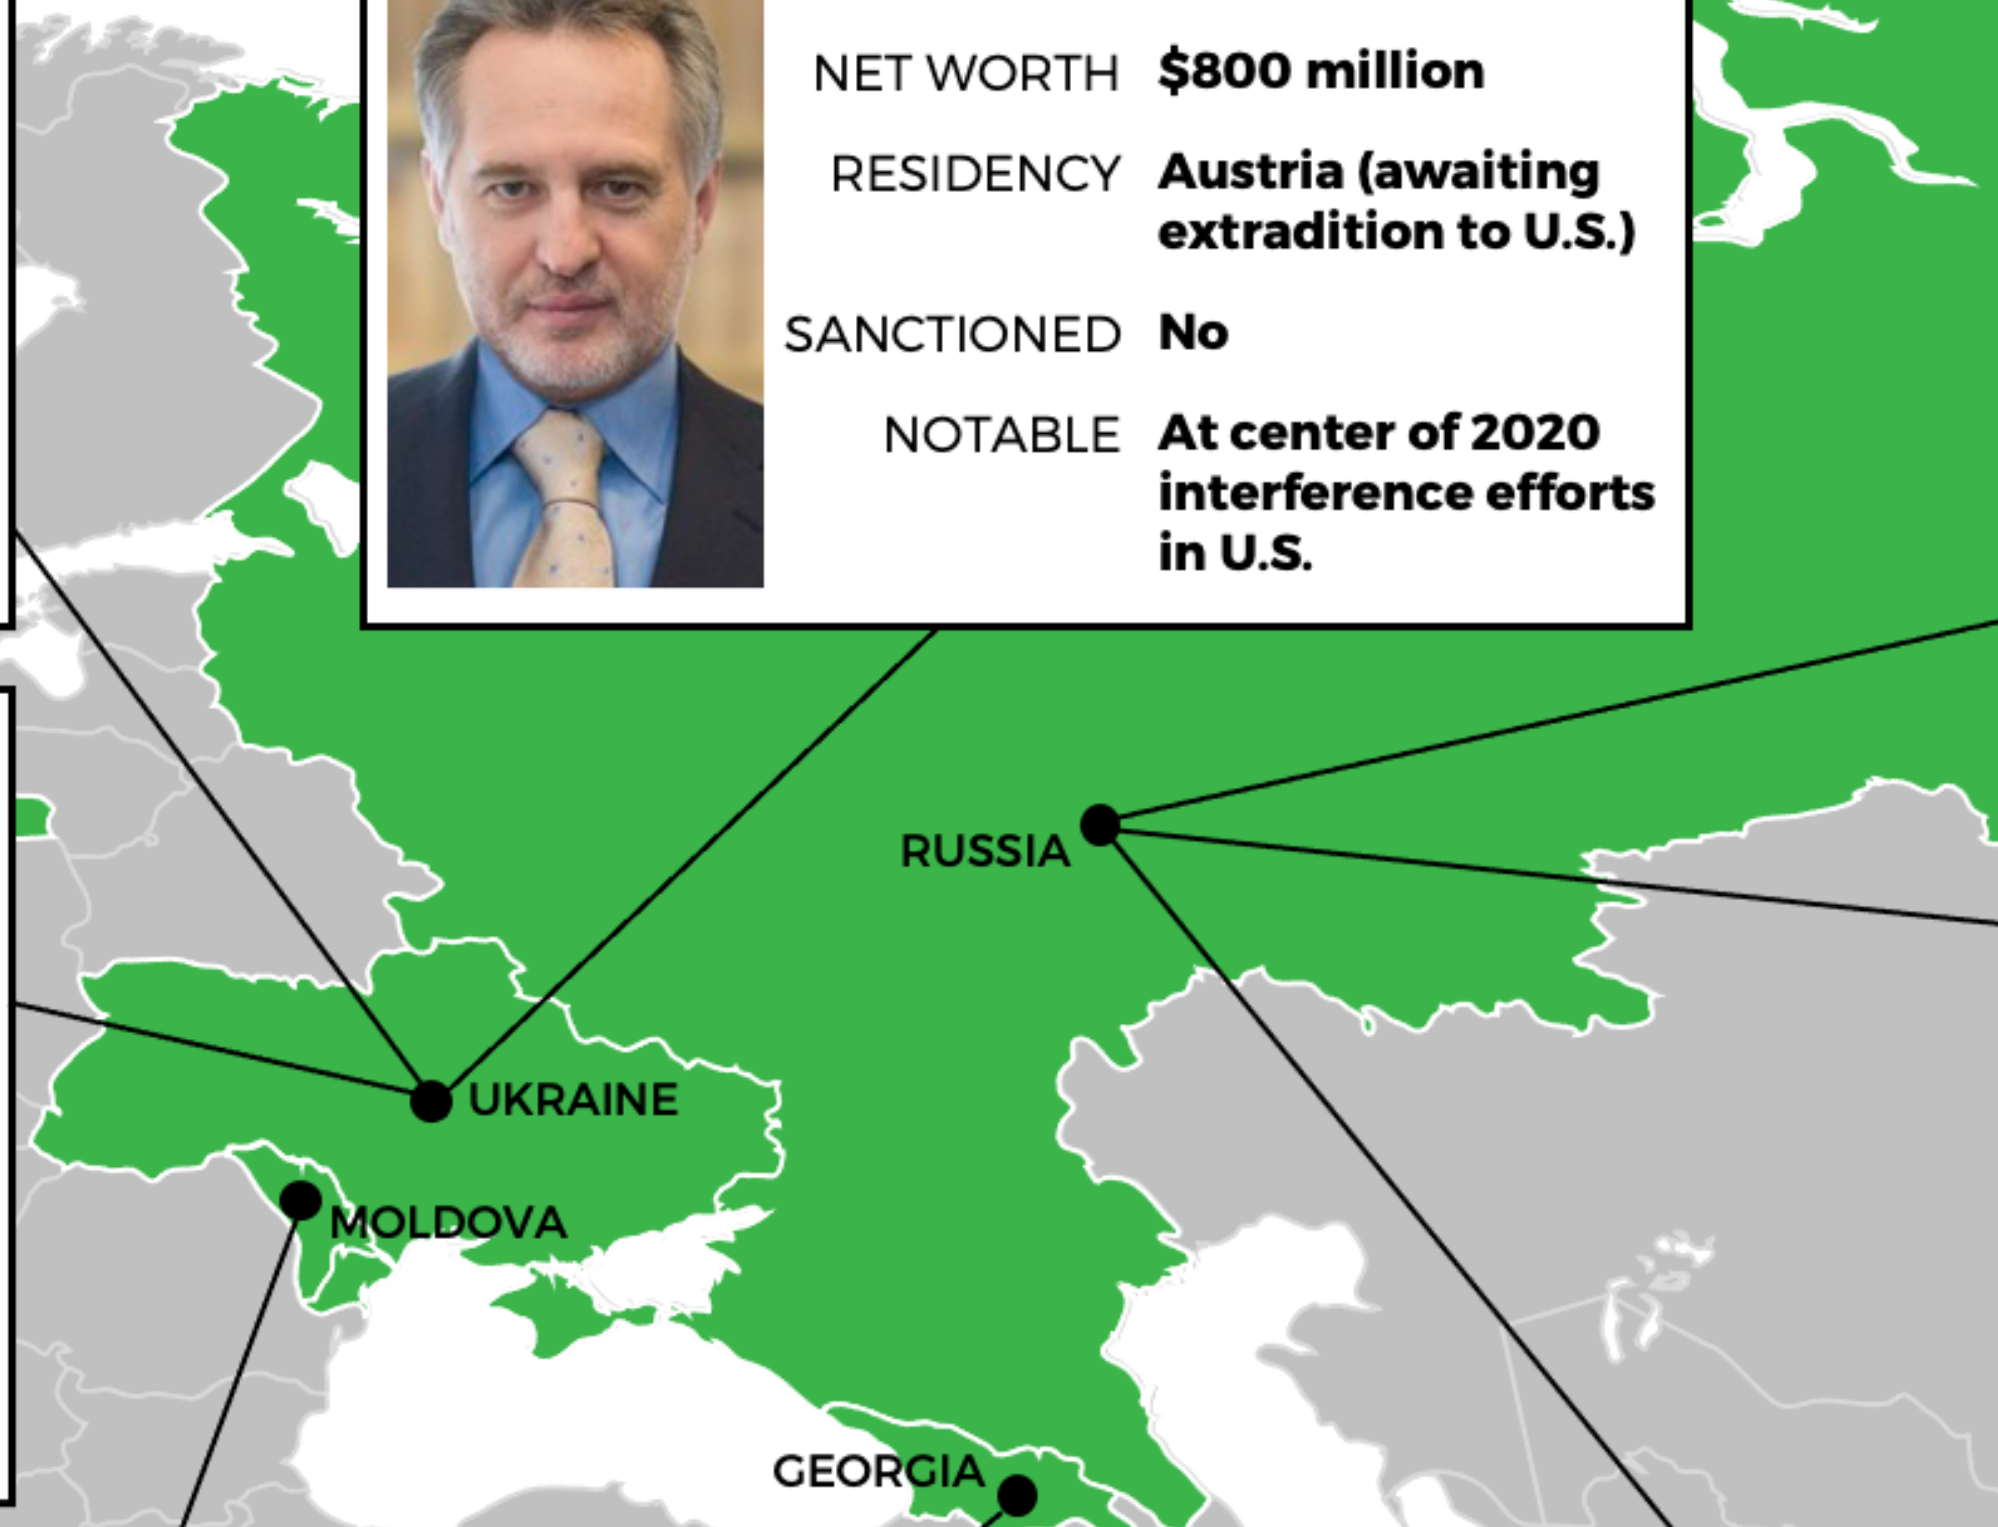 NET WORTH $800 million
RESIDENCY Austria (awaiting
extradition to U.S.)
SANCTIONED No
NOTABLE At center of 2020
interference efforts
in U.S.
RUSSIA
UKRAINE
MOLDOVA
GEORGIA